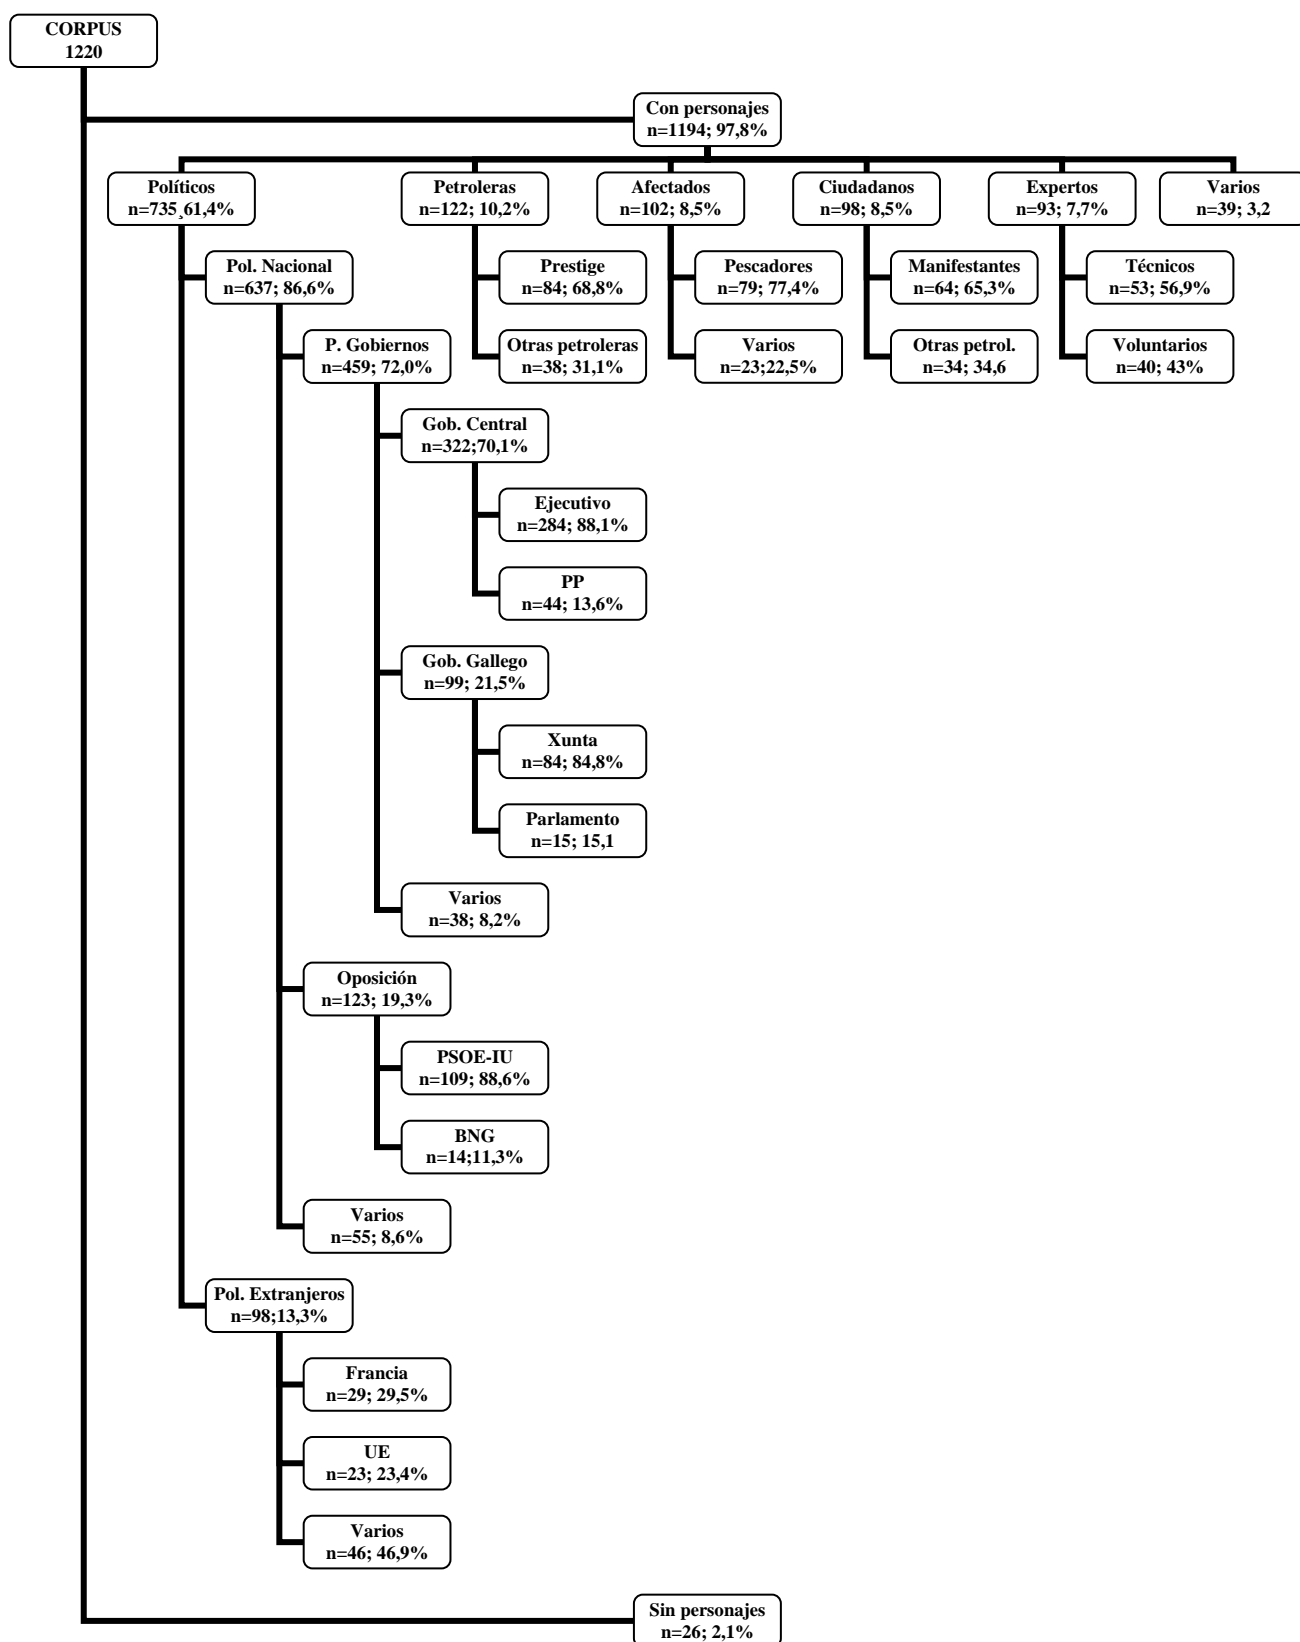 CORPUS
1220
Con personajes
n=1194; 97,8%
Políticos
n=735¸61,4%
Petroleras
n=122; 10,2%
Afectados
n=102; 8,5%
Ciudadanos
n=98; 8,5%
Expertos
n=93; 7,7%
Varios
n=39; 3,2
Pol. Nacional
n=637; 86,6%
Prestige
n=84; 68,8%
Pescadores
n=79; 77,4%
Manifestantes
n=64; 65,3%
Técnicos
n=53; 56,9%
P. Gobiernos
n=459; 72,0%
Otras petroleras
n=38; 31,1%
Varios
n=23;22,5%
Otras petrol.
n=34; 34,6
Voluntarios
n=40; 43%
Gob. Central
n=322;70,1%
Ejecutivo
n=284; 88,1%
PP
n=44; 13,6%
Gob. Gallego
n=99; 21,5%
Xunta
n=84; 84,8%
Parlamento
n=15; 15,1
Varios
n=38; 8,2%
Oposición
n=123; 19,3%
PSOE-IU
n=109; 88,6%
BNG
n=14;11,3%
Varios
n=55; 8,6%
Pol. Extranjeros
n=98;13,3%
Francia
n=29; 29,5%
UE
n=23; 23,4%
Varios
n=46; 46,9%
Sin personajes
n=26; 2,1%